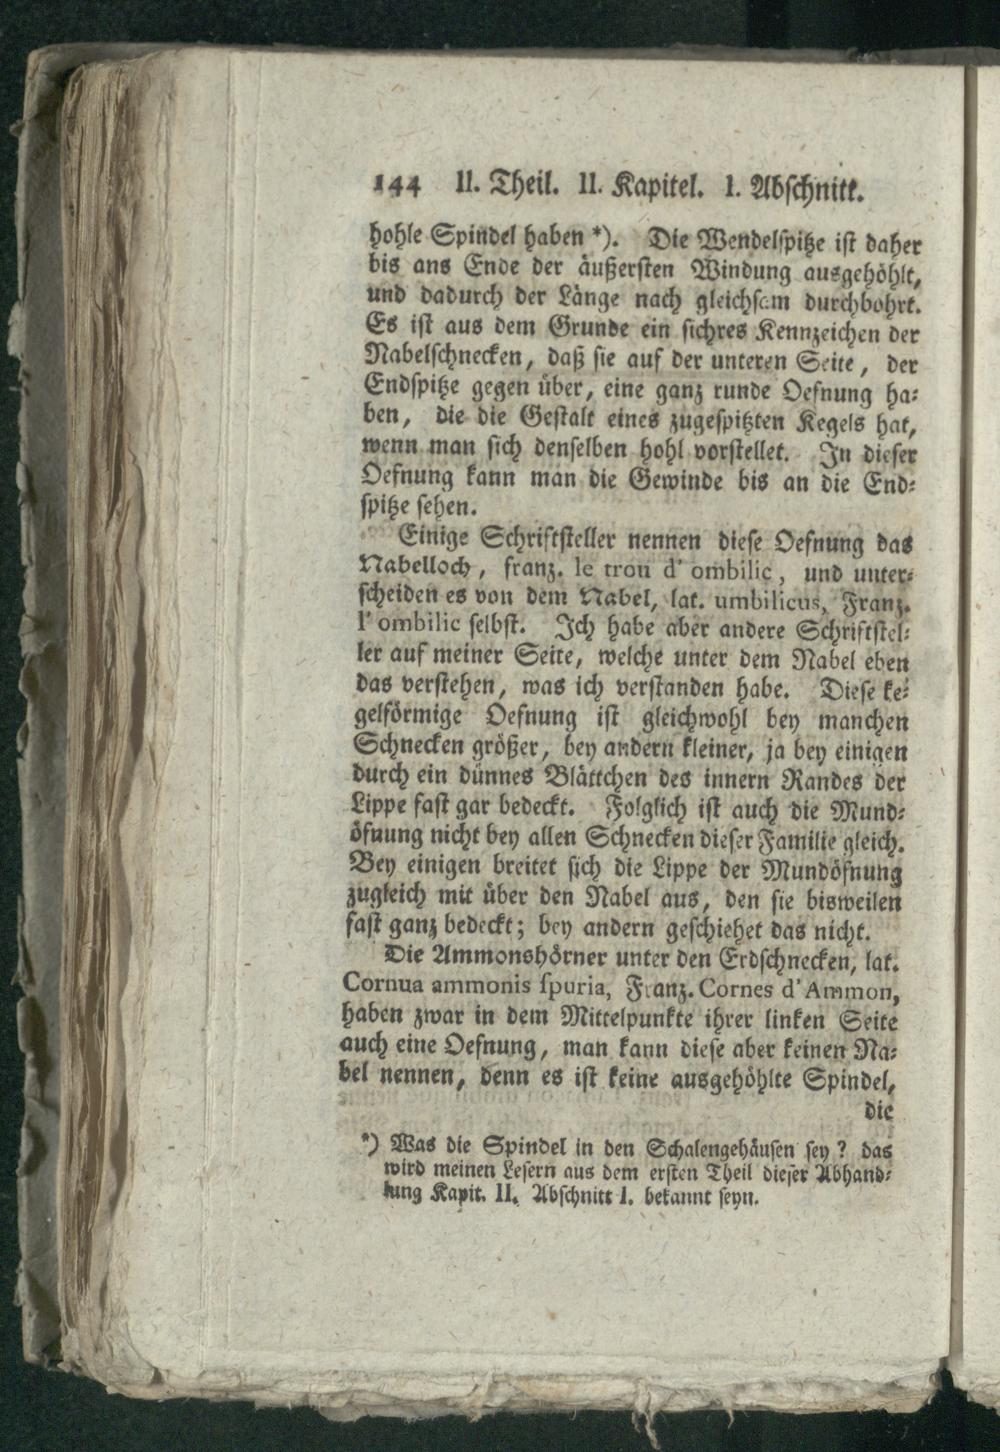 144 II. Theil. II. Kapitel. I. Abschnitt.
hohle Spindel haben *). Die Wendelspitze ist daher
bis ans Ende der äußersten Windung ausgehöhlt,
und dadurch der Länge nach gleichsam durchbohrt.
Es ist aus dem Grunde ein sichres Kennzeichen der
Nabelschnecken, daß sie auf der unteren Seite, der
Endspitze gegen über, eine ganz runde Oefnung ha-
ben, die die Gestalt eines zugespitzten Kegels hat,
wenn man sich denselben hohl vorstellet. In dieser
Oefnung kann man die Gewinde bis an die End-
spitze sehen.
Einige Schriftsteller nennen diese Oefnung das
Nabelloch, franz. le trou d' ombilic, und unter-
scheiden es von dem Nabel, lat. umbilicus, Franz.
l' ombilic selbst. Ich habe aber andere Schriftstel-
ler auf meiner Seite, welche unter dem Nabel eben
das verstehen, was ich verstanden habe. Diese ke-
gelförmige Oefnung ist gleichwohl bey manchen
Schnecken größer, bey andern kleiner, ja bey einigen
durch ein dünnes Blättchen des innern Randes der
Lippe fast gar bedeckt. Folglich ist auch die Mund-
öfnung nicht bey allen Schnecken dieser Familie gleich.
Bey einigen breitet sich die Lippe der Mundöfnung
zugleich mit über den Nabel aus, den sie bisweilen
fast ganz bedeckt; bey andern geschiehet das nicht.
Die Ammonshörner unter den Erdschnecken, lat.
Cornua ammonis ſpuria, Franz. Cornes d' Ammon,
haben zwar in dem Mittelpunkte ihrer linken Seite
auch eine Oefnung, man kann diese aber keinen Na-
bel nennen, denn es ist keine ausgehöhlte Spindel,
die
*) Was die Spindel in den Schalengehäusen sey? das
wird meinen Lesern aus dem ersten Theil dieser Abhand-
lung Kapit. II. Abschnitt I. bekannt seyn.